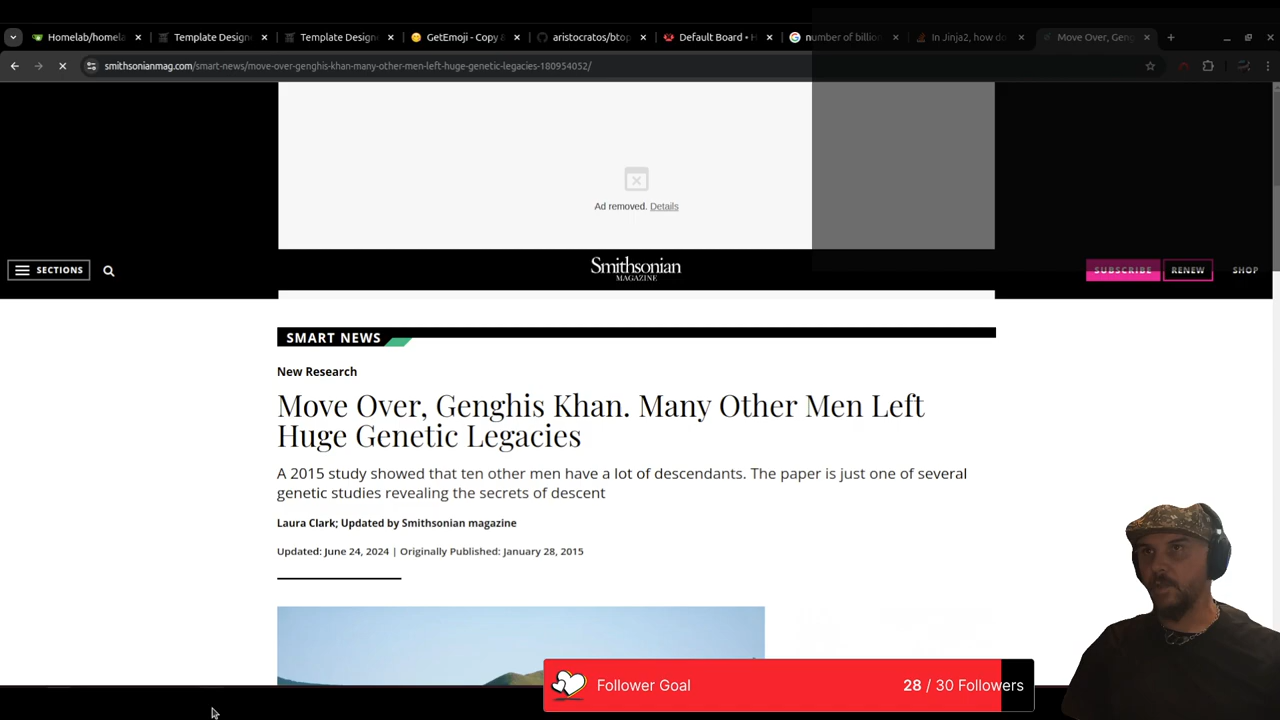 Homelab/homela
Template Design
Template Design
GetEmoji - Copy &
aristocratos/btop
Default Board •
number of billion
In Jinja2, how do
Move Over, Geng
smithsonianmag.com/smart-news/move-over-genghis-khan-many-other-men-left-huge-genetic-legacies-180954052/
Ad removed. Details
SECTIONS
Smithsonian
MAGAZINE
SUBSCRIBE
RENEW
SHOP
SMART NEWS
New Research
Move Over, Genghis Khan. Many Other Men Left
Huge Genetic Legacies
A 2015 study showed that ten other men have a lot of descendants. The paper is just one of several
genetic studies revealing the secrets of descent
Laura Clark; Updated by Smithsonian magazine
Updated: June 24, 2024 | Originally Published: January 28, 2015
Follower Goal
28 / 30 Followers